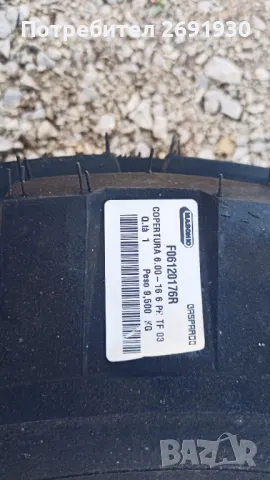 Потребител 2691930
MASCHIO
GASPARDO
F06120176R
COPERTURA 6.00-16 6 PR TF 03
Q.tà 1 Peso 9,500 KG
bazar